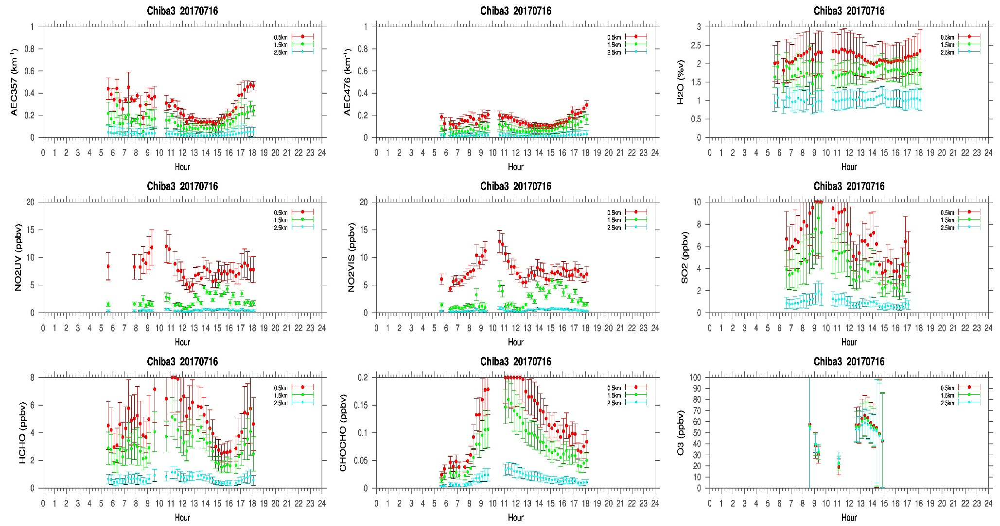 Chiba3 20170716
AEC357 (km⁻¹)
1
0.8
0.6
0.4
0.2
0
0.5km
1.5km
2.5km
0 1 2 3 4 5 6 7 8 9 10 11 12 13 14 15 16 17 18 19 20 21 22 23 24
Hour
Chiba3 20170716
AEC476 (km⁻¹)
1
0.8
0.6
0.4
0.2
0
0.5km
1.5km
2.5km
0 1 2 3 4 5 6 7 8 9 10 11 12 13 14 15 16 17 18 19 20 21 22 23 24
Hour
Chiba3 20170716
H2O (%v)
3
2.5
2
1.5
1
0.5
0
0.5km
1.5km
2.5km
0 1 2 3 4 5 6 7 8 9 10 11 12 13 14 15 16 17 18 19 20 21 22 23 24
Hour
Chiba3 20170716
NO2UV (ppbv)
20
15
10
5
0
0.5km
1.5km
2.5km
0 1 2 3 4 5 6 7 8 9 10 11 12 13 14 15 16 17 18 19 20 21 22 23 24
Hour
Chiba3 20170716
NO2VIS (ppbv)
20
15
10
5
0
0.5km
1.5km
2.5km
0 1 2 3 4 5 6 7 8 9 10 11 12 13 14 15 16 17 18 19 20 21 22 23 24
Hour
Chiba3 20170716
SO2 (ppbv)
10
8
6
4
2
0
0.5km
1.5km
2.5km
0 1 2 3 4 5 6 7 8 9 10 11 12 13 14 15 16 17 18 19 20 21 22 23 24
Hour
Chiba3 20170716
HCHO (ppbv)
8
6
4
2
0
0.5km
1.5km
2.5km
0 1 2 3 4 5 6 7 8 9 10 11 12 13 14 15 16 17 18 19 20 21 22 23 24
Hour
Chiba3 20170716
CHOCHO (ppbv)
0.2
0.15
0.1
0.05
0
0.5km
1.5km
2.5km
0 1 2 3 4 5 6 7 8 9 10 11 12 13 14 15 16 17 18 19 20 21 22 23 24
Hour
Chiba3 20170716
O3 (ppbv)
100
90
80
70
60
50
40
30
20
10
0
0.5km
1.5km
2.5km
0 1 2 3 4 5 6 7 8 9 10 11 12 13 14 15 16 17 18 19 20 21 22 23 24
Hour